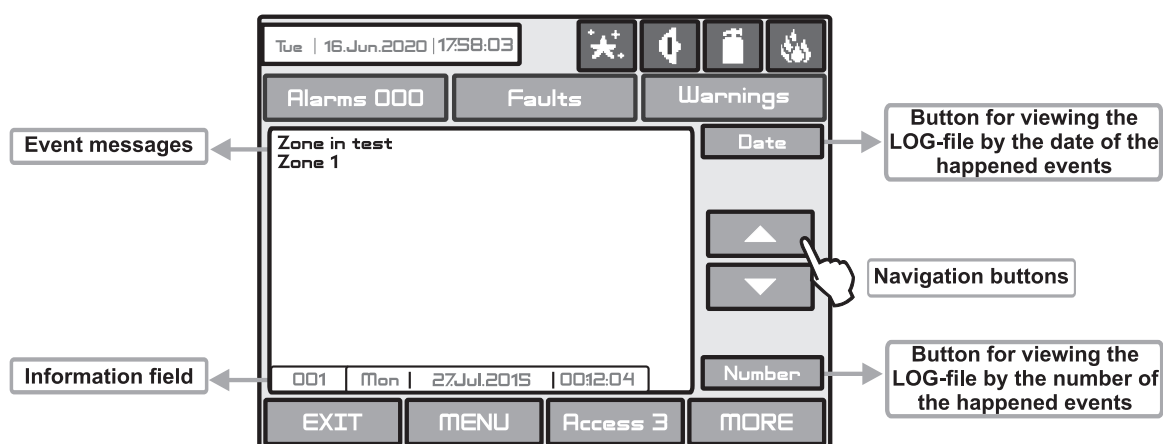 Tue | 16.Jun.2020 | 17:58:03
Alarms 000 Faults Warnings
Event messages
Zone in test
Zone 1
Date
Button for viewing the
LOG-file by the date of the
happened events
Navigation buttons
Information field
001 Mon | 27.Jul.2015 | 00:12:04
Number
Button for viewing the
LOG-file by the number of
the happened events
EXIT MENU Access 3 MORE